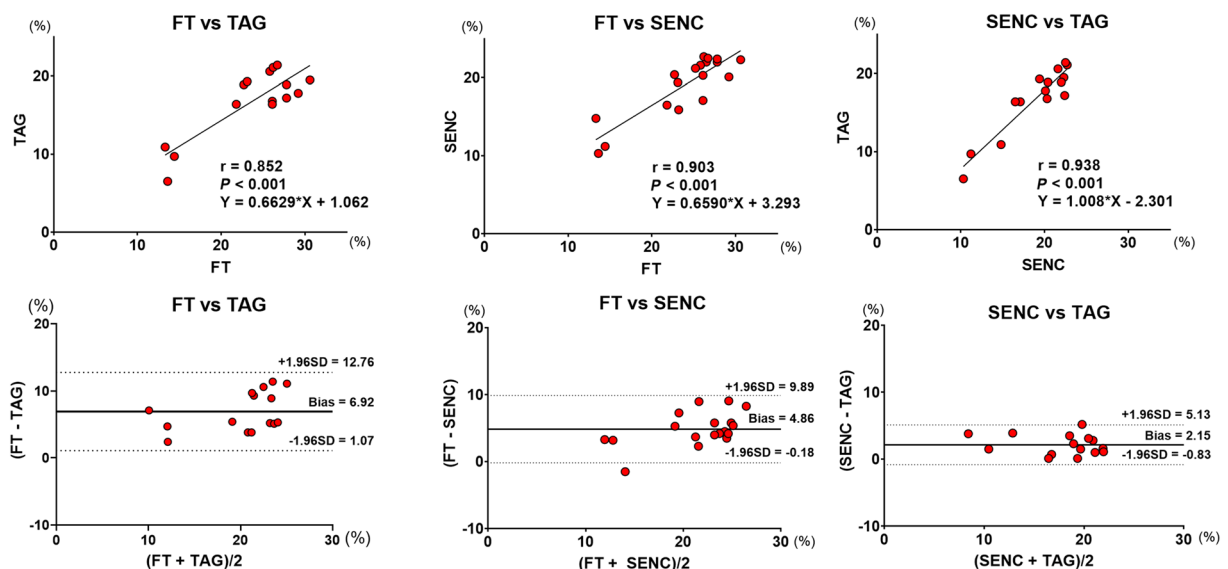 FT vs TAG
(%)
TAG
20
10
0
r = 0.852
P < 0.001
Y = 0.6629*X + 1.062
0
10
20
30
(%)
FT
FT vs SENC
(%)
SENC
30
20
10
0
r = 0.903
P < 0.001
Y = 0.6590*X + 3.293
0
10
20
30
(%)
FT
SENC vs TAG
(%)
TAG
20
10
0
r = 0.938
P < 0.001
Y = 1.008*X - 2.301
0
10
20
30
(%)
SENC
FT vs TAG
(%)
(FT - TAG)
20
10
0
-10
+1.96SD = 12.76
Bias = 6.92
-1.96SD = 1.07
0
10
20
30
(%)
(FT + TAG)/2
FT vs SENC
(%)
(FT - SENC)
20
10
0
-10
+1.96SD = 9.89
Bias = 4.86
-1.96SD = -0.18
0
10
20
30
(%)
(FT + SENC)/2
SENC vs TAG
(%)
(SENC - TAG)
20
10
0
-10
+1.96SD = 5.13
Bias = 2.15
-1.96SD = -0.83
0
10
20
30
(%)
(SENC + TAG)/2